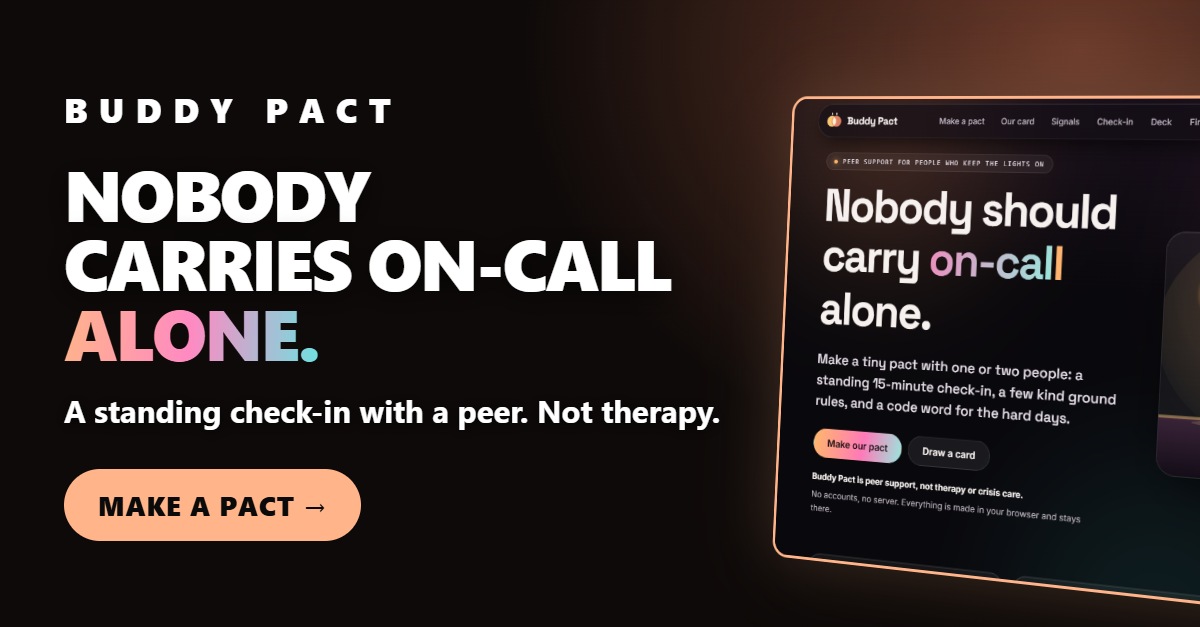 BUDDY PACT
NOBODY
CARRIES ON-CALL
ALONE.
A standing check-in with a peer. Not therapy.
MAKE A PACT →
Buddy Pact
Make a pact
Our card
Signals
Check-in
Deck
PEER SUPPORT FOR PEOPLE WHO KEEP THE LIGHTS ON
Nobody should
carry on-call
alone.
Make a tiny pact with one or two people: a
standing 15-minute check-in, a few kind ground
rules, and a code word for the hard days.
Make our pact
Draw a card
Buddy Pact is peer support, not therapy or crisis care.
No accounts, no server. Everything is made in your browser and stays
there.